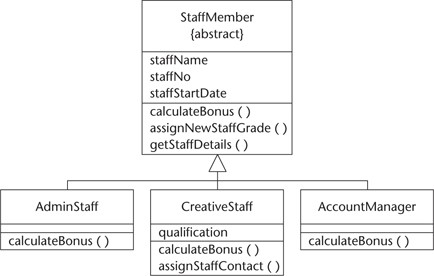 StaffMember
{abstract}
staffName
staffNo
staffStartDate
calculateBonus ( )
assignNewStaffGrade ( )
getStaffDetails ( )
AdminStaff
calculateBonus ( )
CreativeStaff
qualification
calculateBonus ( )
assignStaffContact ( )
AccountManager
calculateBonus ( )